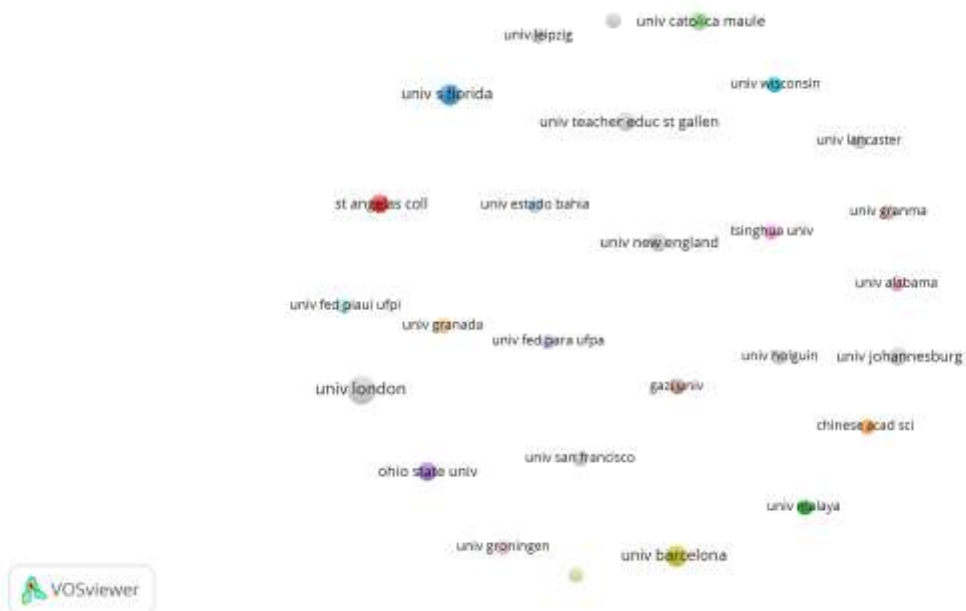 univ catolica maule
univ leipzig
univ wisconsin
univ s florida
univ teacher educ st gallen
univ lancaster
st angelas coll
univ estado bahia
univ granma
tsinghua univ
univ new england
univ alabama
univ fed piaui ufpi
univ granada
univ fed para ufpa
univ holguin
univ johannesburg
gazi univ
univ london
chinese acad sci
univ san francisco
ohio state univ
univ malaya
univ groningen
univ barcelona
VOSviewer